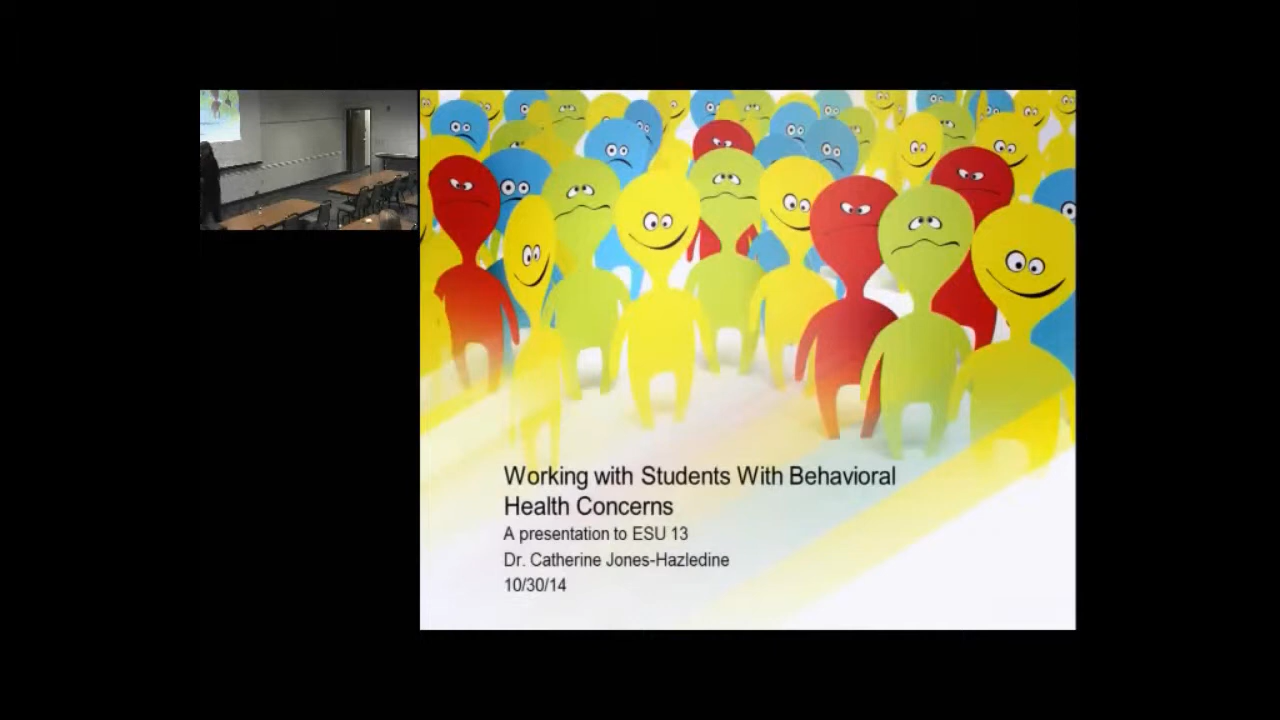 Working with Students With Behavioral
Health Concerns
A presentation to ESU 13
Dr. Catherine Jones-Hazledine
10/30/14